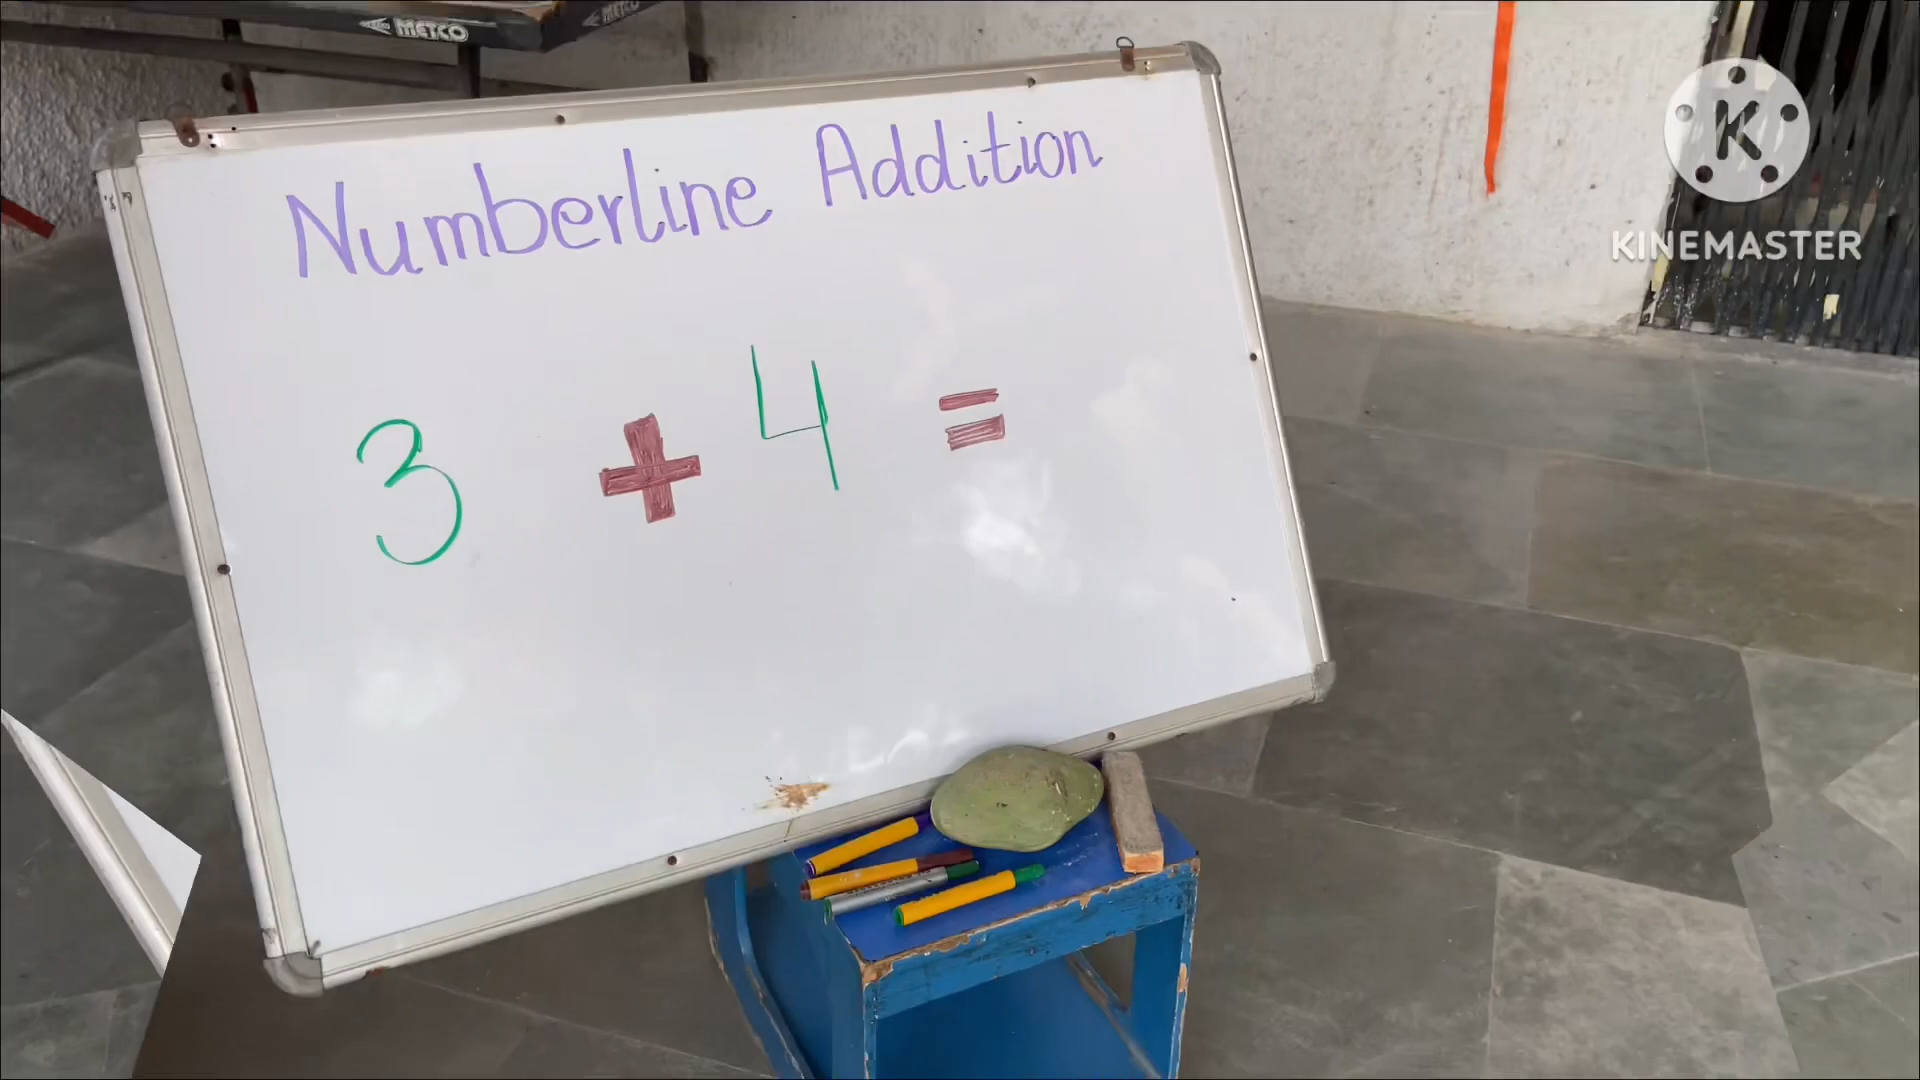 METCO
METCO
Numberline Addition
3 + 4 =
K
KINEMASTER